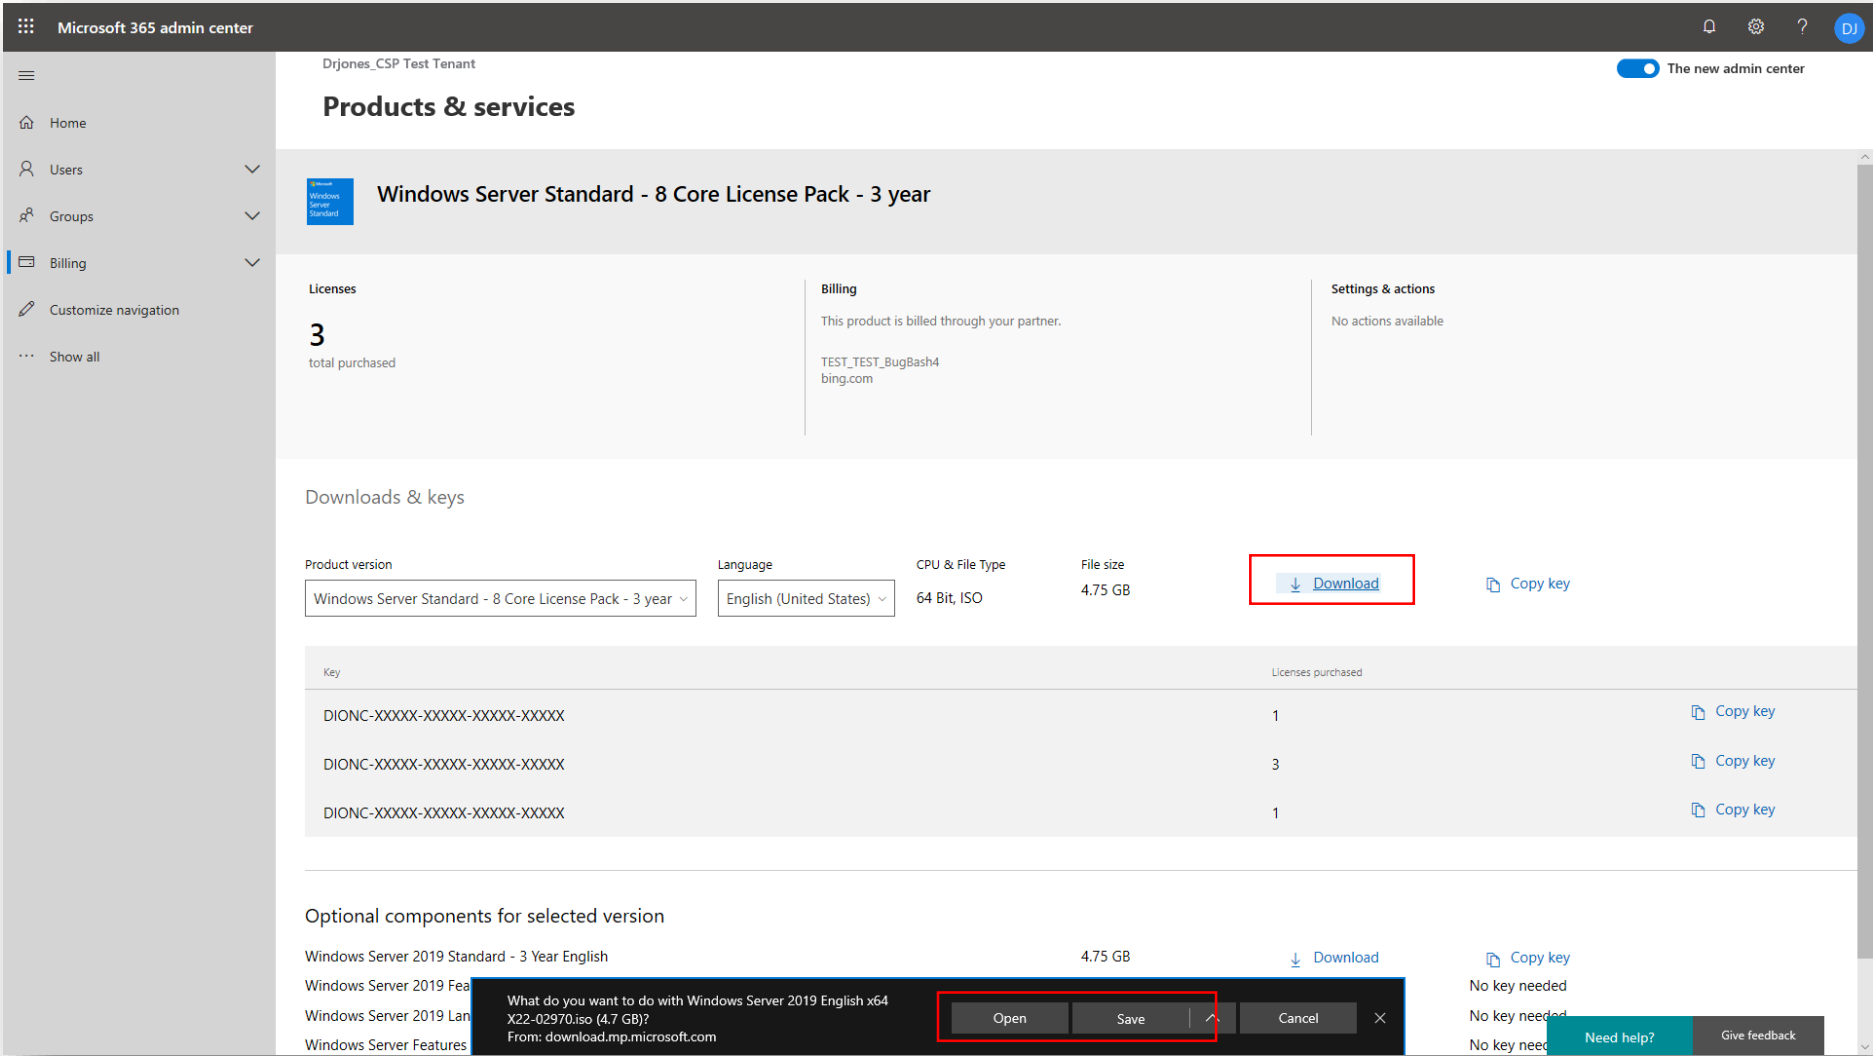 Microsoft 365 admin center
DJ
Drjones_CSP Test Tenant
The new admin center
Products & services
Home
Users
Groups
Billing
Customize navigation
Show all
Microsoft
Windows
Server
Standard
Windows Server Standard - 8 Core License Pack - 3 year
Licenses
3
total purchased
Billing
This product is billed through your partner.
TEST_TEST_BugBash4
bing.com
Settings & actions
No actions available
Downloads & keys
Product version
Language
CPU & File Type
File size
Windows Server Standard - 8 Core License Pack - 3 year
English (United States)
64 Bit, ISO
4.75 GB
Download
Copy key
Key
Licenses purchased
DIONC-XXXXX-XXXXX-XXXXX-XXXXX
1
Copy key
DIONC-XXXXX-XXXXX-XXXXX-XXXXX
3
Copy key
DIONC-XXXXX-XXXXX-XXXXX-XXXXX
1
Copy key
Optional components for selected version
Windows Server 2019 Standard - 3 Year English
4.75 GB
Download
Copy key
Windows Server 2019 Fea
No key needed
Windows Server 2019 Lan
No key needed
Windows Server Features
No key nee
What do you want to do with Windows Server 2019 English x64
X22-02970.iso (4.7 GB)?
From: download.mp.microsoft.com
Open
Save
Cancel
Need help?
Give feedback